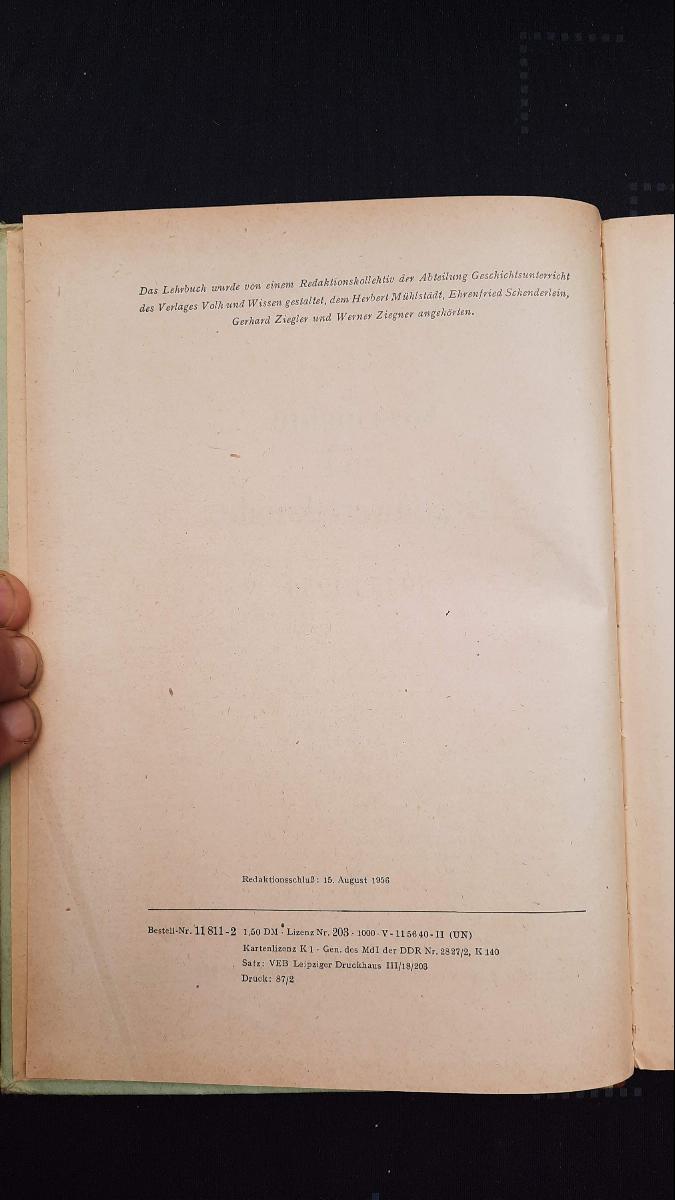 Das Lehrbuch wurde von einem Redaktionskollektiv der Abteilung Geschichtsunterricht
des Verlages Volk und Wissen gestaltet, dem Herbert Mühlstädt, Ehrenfried Schenderlein,
Gerhard Ziegler und Werner Ziegner angehörten.
Redaktionsschluß: 15. August 1956
Bestell-Nr. 11 811-2 1,50 DM · Lizenz Nr. 203 · 1000 · V - 115640 - II (UN)
Kartenlizenz K 1 - Gen. des MdI der DDR Nr. 2827/2, K 140
Satz: VEB Leipziger Druckhaus III/18/203
Druck: 87/2